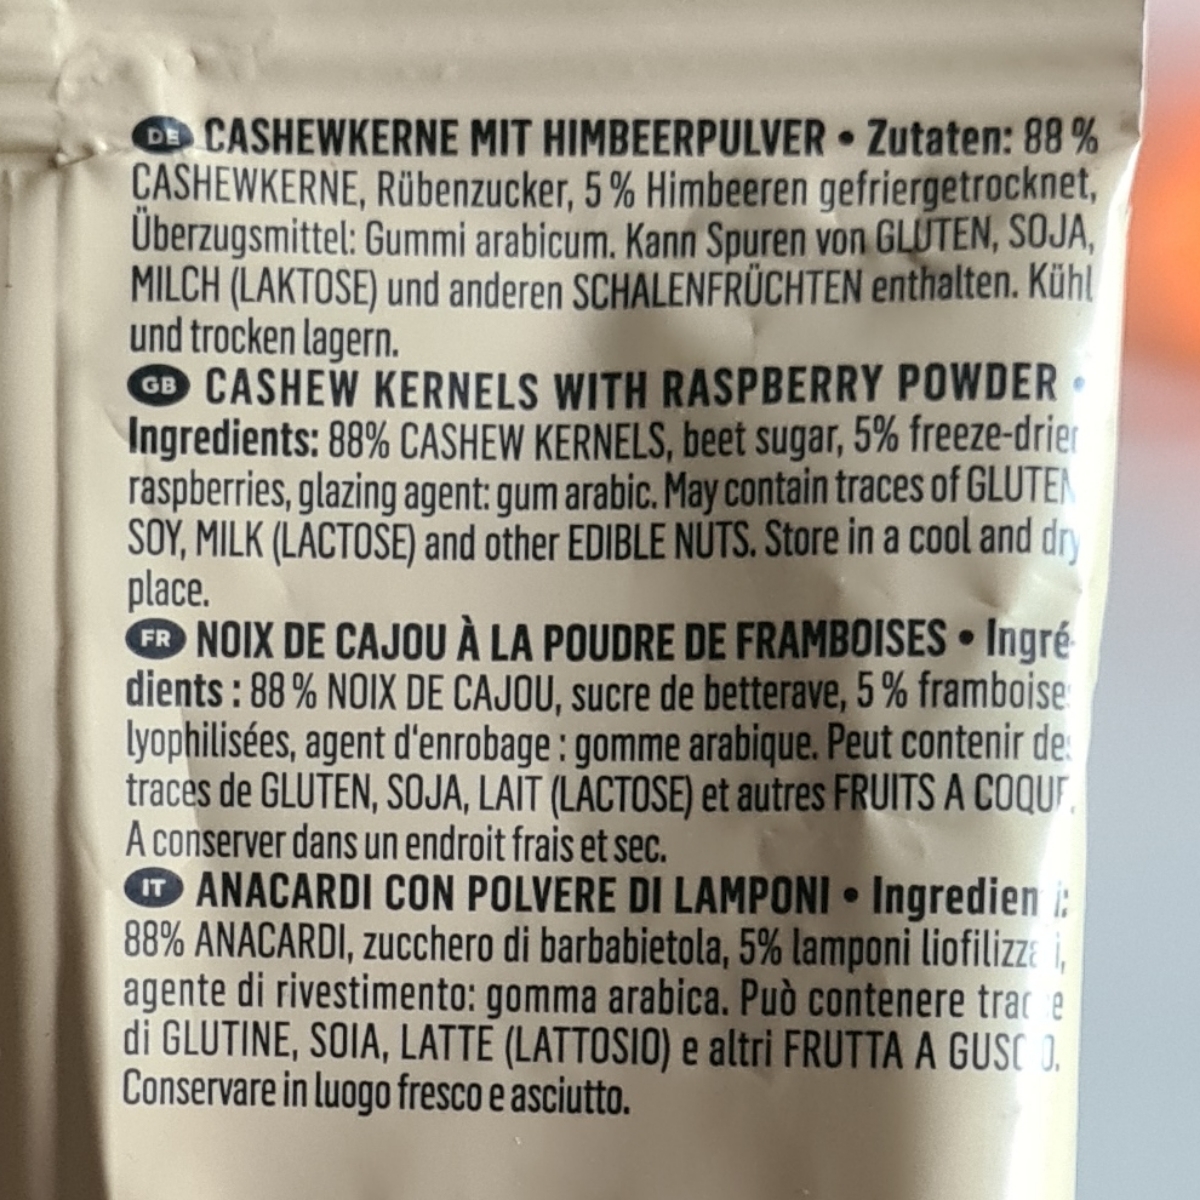 DE CASHEWKERNE MIT HIMBEERPULVER • Zutaten: 88 %
CASHEWKERNE, Rübenzucker, 5 % Himbeeren gefriergetrocknet,
Überzugsmittel: Gummi arabicum. Kann Spuren von GLUTEN, SOJA,
MILCH (LAKTOSE) und anderen SCHALENFRÜCHTEN enthalten. Kühl
und trocken lagern.
GB CASHEW KERNELS WITH RASPBERRY POWDER •
Ingredients: 88% CASHEW KERNELS, beet sugar, 5% freeze-drier
raspberries, glazing agent: gum arabic. May contain traces of GLUTEN
SOY, MILK (LACTOSE) and other EDIBLE NUTS. Store in a cool and dry
place.
FR NOIX DE CAJOU À LA POUDRE DE FRAMBOISES • Ingré-
dients : 88 % NOIX DE CAJOU, sucre de betterave, 5 % framboises
lyophilisées, agent d'enrobage : gomme arabique. Peut contenir des
traces de GLUTEN, SOJA, LAIT (LACTOSE) et autres FRUITS A COQUE.
A conserver dans un endroit frais et sec.
IT ANACARDI CON POLVERE DI LAMPONI • Ingredienti:
88% ANACARDI, zucchero di barbabietola, 5% lamponi liofilizzati,
agente di rivestimento: gomma arabica. Può contenere tracce
di GLUTINE, SOIA, LATTE (LATTOSIO) e altri FRUTTA A GUSCIO.
Conservare in luogo fresco e asciutto.